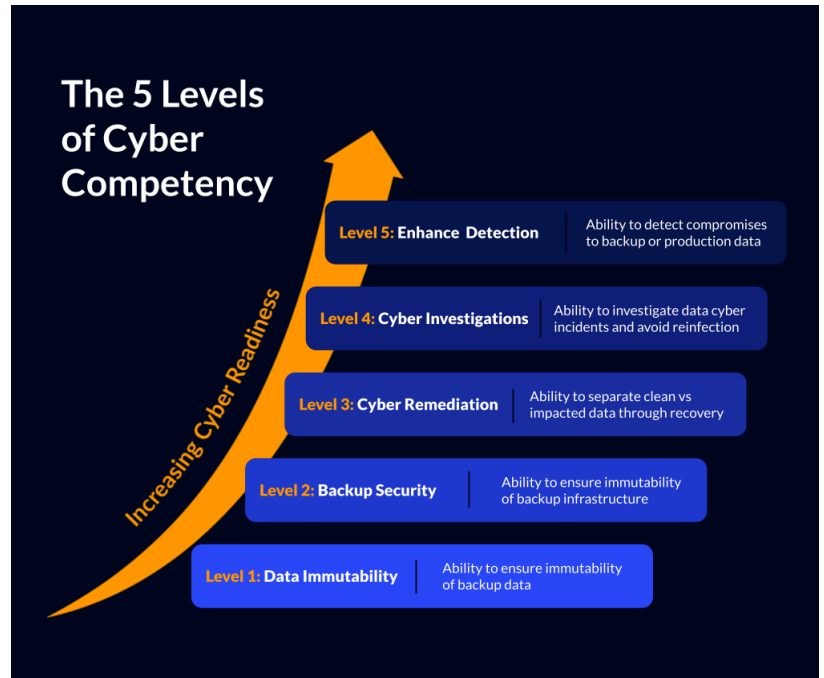 The 5 Levels
of Cyber
Competency
Increasing Cyber Readiness
Level 5: Enhance Detection
Ability to detect compromises
to backup or production data
Level 4: Cyber Investigations
Ability to investigate data cyber
incidents and avoid reinfection
Level 3: Cyber Remediation
Ability to separate clean vs
impacted data through recovery
Level 2: Backup Security
Ability to ensure immutability
of backup infrastructure
Level 1: Data Immutability
Ability to ensure immutability
of backup data